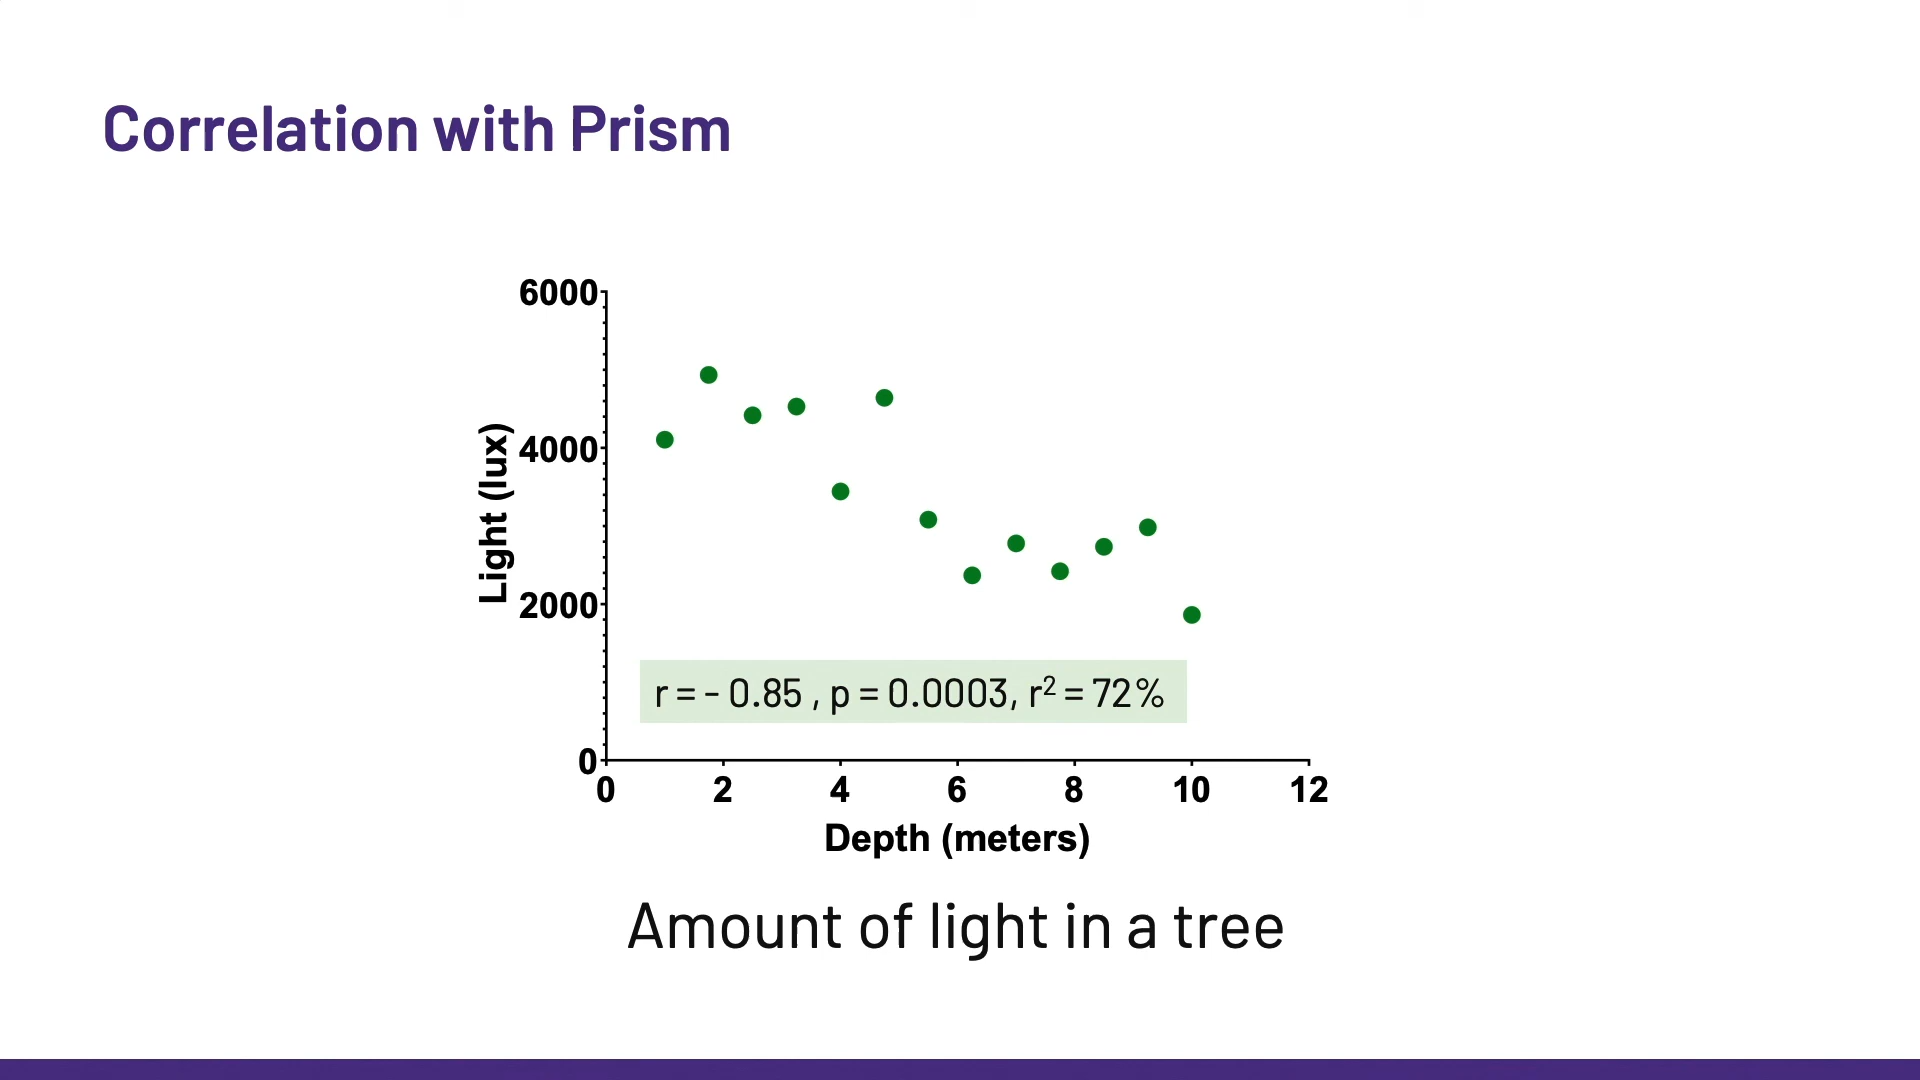 Correlation with Prism
6000
4000
2000
0
Light (lux)
r = - 0.85 , p = 0.0003, r² = 72%
0 2 4 6 8 10 12
Depth (meters)
Amount of light in a tree